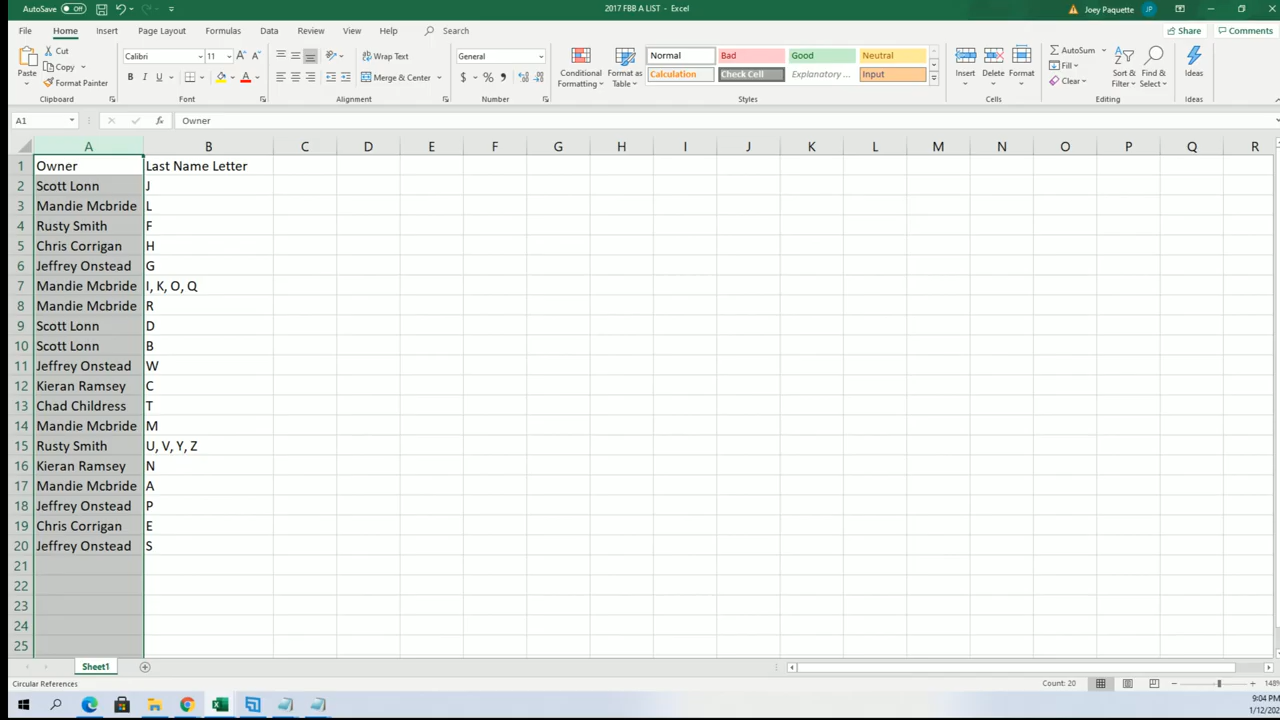 AutoSave Off 2017 FBB A LIST - Excel Joey Paquette JP
File Home Insert Page Layout Formulas Data Review View Help Search Share Comments
Paste Cut Copy Format Painter Clipboard
Calibri 11 A A B I U A Font
Wrap Text Merge & Center Alignment
General $ % , Number
Conditional Formatting Format as Table Normal Bad Good Neutral Calculation Check Cell Explanatory ... Input Styles
Insert Delete Format Cells
AutoSum Fill Clear Sort & Filter Find & Select Editing
Ideas Ideas
A1 fx Owner
A B C D E F G H I J K L M N O P Q R
1 Owner Last Name Letter
2 Scott Lonn J
3 Mandie Mcbride L
4 Rusty Smith F
5 Chris Corrigan H
6 Jeffrey Onstead G
7 Mandie Mcbride I, K, O, Q
8 Mandie Mcbride R
9 Scott Lonn D
10 Scott Lonn B
11 Jeffrey Onstead W
12 Kieran Ramsey C
13 Chad Childress T
14 Mandie Mcbride M
15 Rusty Smith U, V, Y, Z
16 Kieran Ramsey N
17 Mandie Mcbride A
18 Jeffrey Onstead P
19 Chris Corrigan E
20 Jeffrey Onstead S
21
22
23
24
25
Sheet1
Circular References Count: 20 148%
9:04 PM